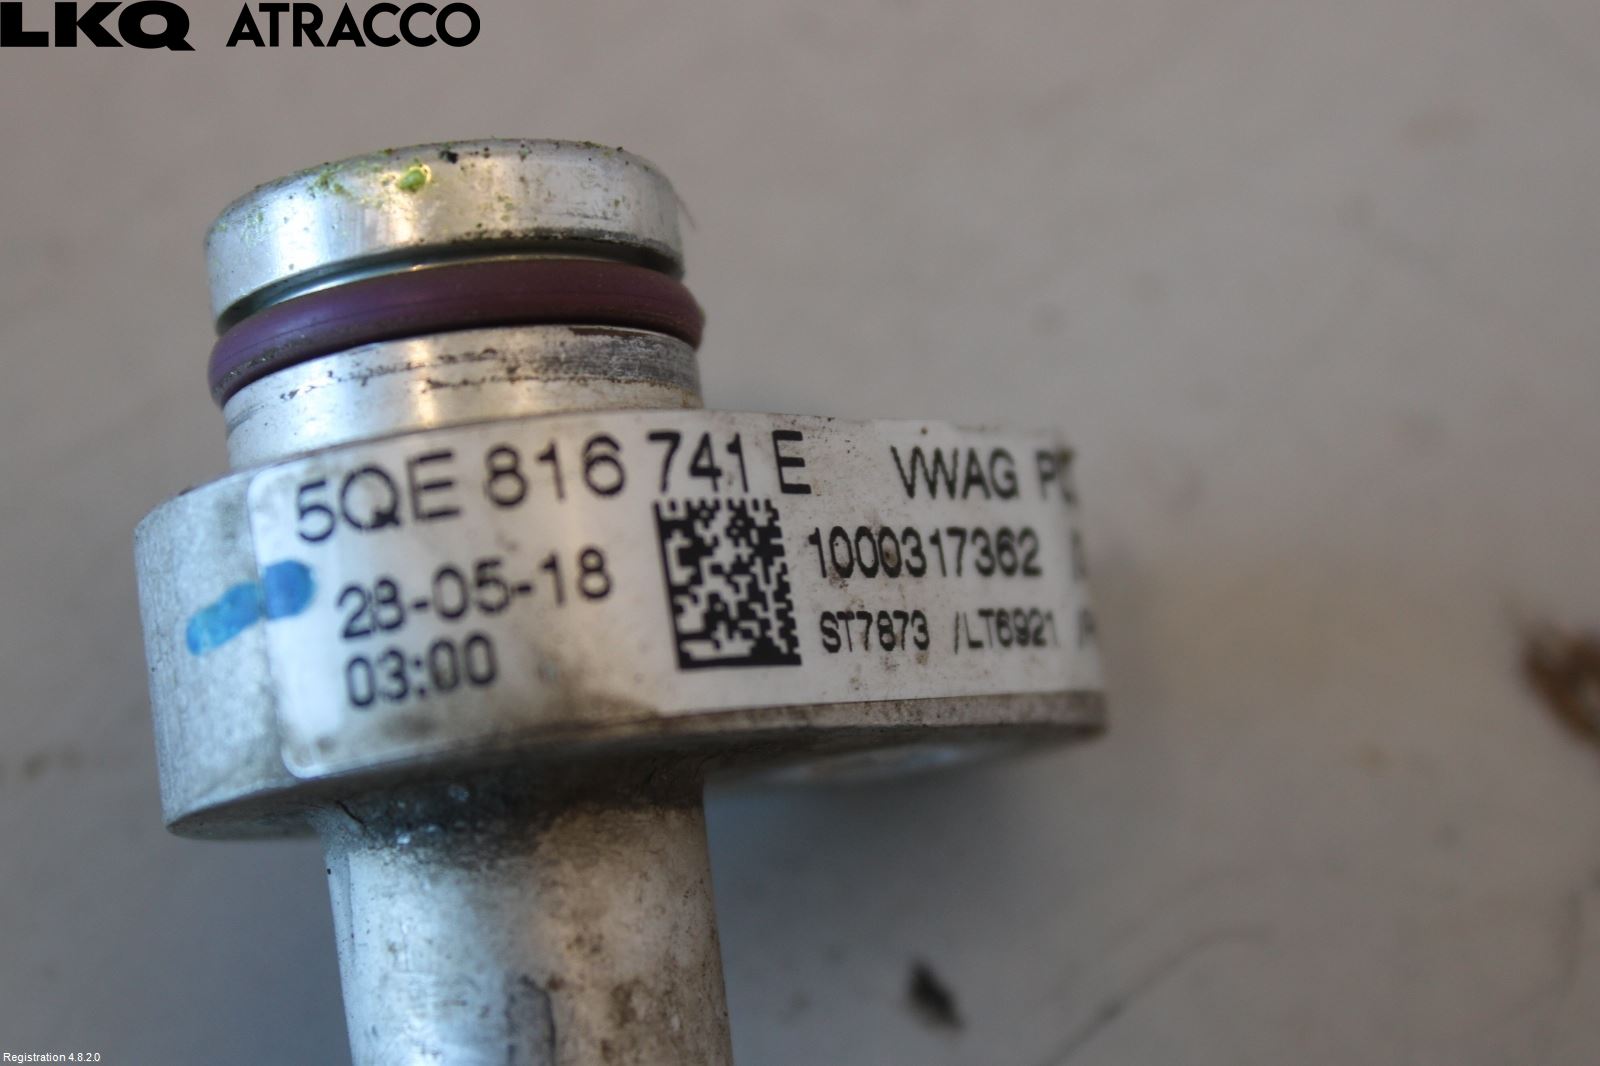 LKQ ATRACCO
5QE 816 741 E VWAG
28-05-18 1000317362
03:00 ST7873 /LT6921
Registration 4.8.2.0